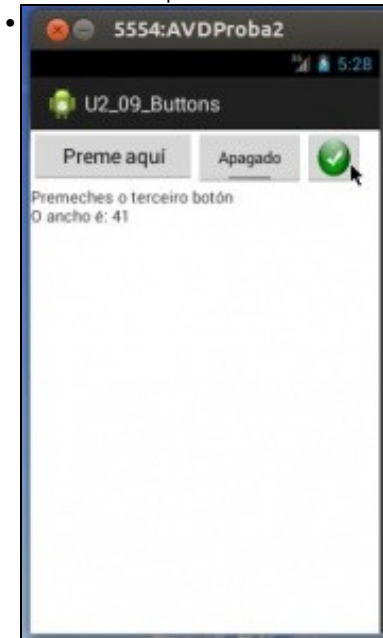 5554:AVDProba2
5:28
U2_09_Buttons
Preme aquí
Apagado
Premeches o terceiro botón
O ancho é: 41